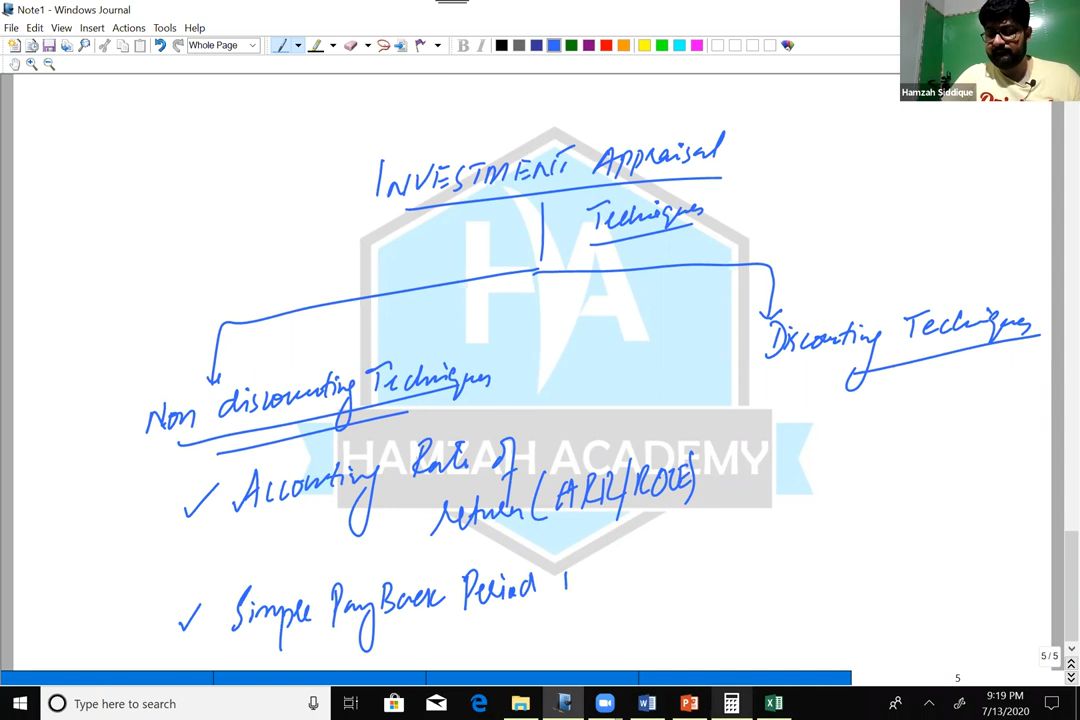 Note1 - Windows Journal
File Edit View Insert Actions Tools Help
Whole Page
B I
Hamzah Siddique
INVESTMENT Appraisal
Techniques
Non discounting Techniques
Discounting Techniques
HA
HAMZAH ACADEMY
✓ Accounting Rate of
return (ARR/ROCE)
✓ Simple PayBack Period
5/5
5
Type here to search
9:19 PM
7/13/2020